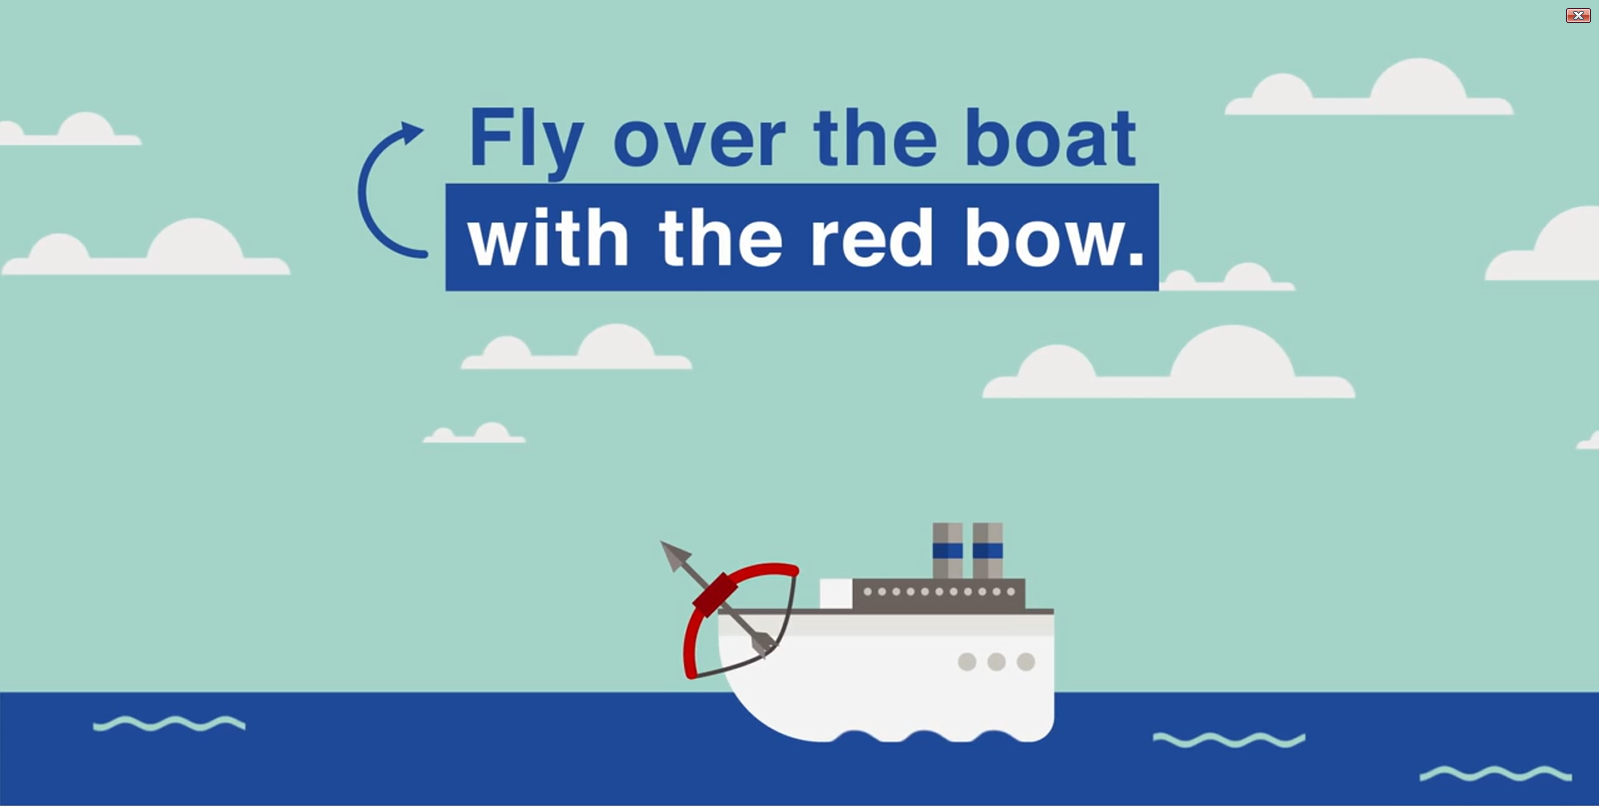 Fly over the boat
with the red bow.